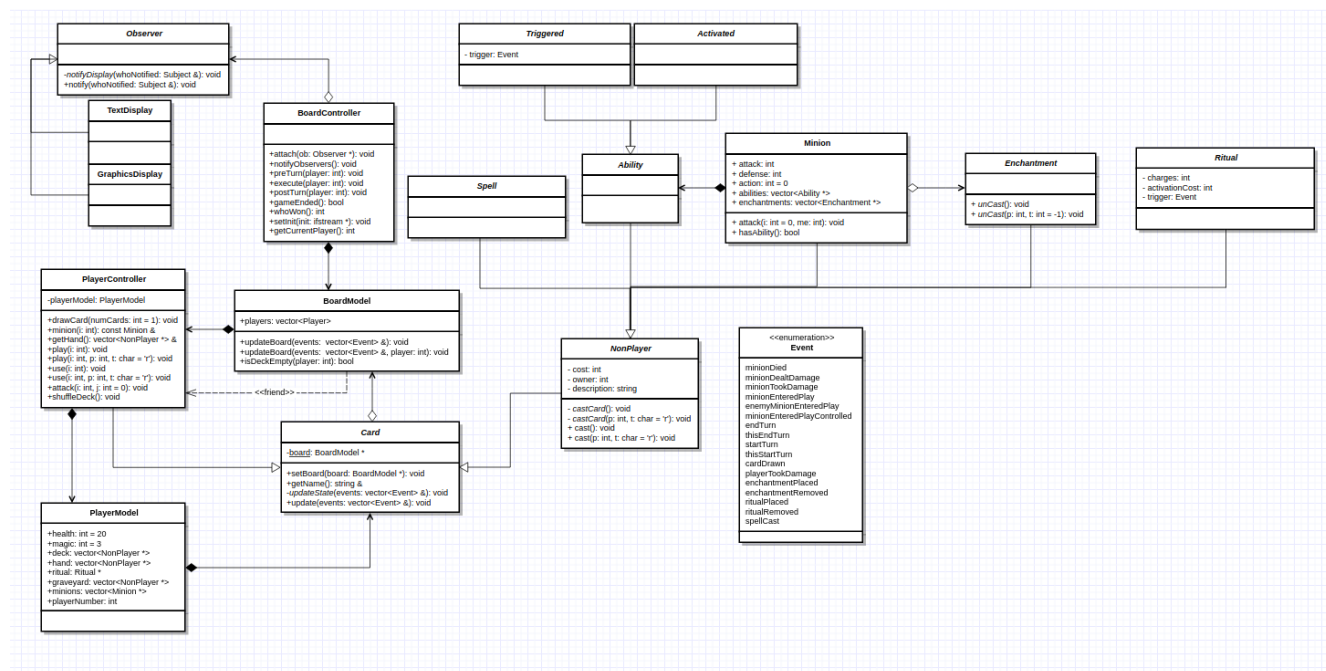 Observer
-notifyDisplay(whoNotified: Subject &): void
+notify(whoNotified: Subject &): void
TextDisplay
GraphicsDisplay
BoardController
+attach(ob: Observer *): void
+notifyObservers(): void
+preTurn(player: int): void
+execute(player: int): void
+postTurn(player: int): void
+gameEnded(): bool
+whoWon(): int
+setInit(init: ifstream *): void
+getCurrentPlayer(): int
Triggered
- trigger: Event
Activated
Ability
Spell
Minion
+ attack: int
+ defense: int
+ action: int = 0
+ abilities: vector<Ability *>
+ enchantments: vector<Enchantment *>
+ attack(i: int = 0, me: int): void
+ hasAbility(): bool
Enchantment
+ unCast(): void
+ unCast(p: int, t: int = -1): void
Ritual
- charges: int
- activationCost: int
- trigger: Event
PlayerController
-playerModel: PlayerModel
+drawCard(numCards: int = 1): void
+minion(i: int): const Minion &
+getHand(): vector<NonPlayer *> &
+play(i: int): void
+play(i: int, p: int, t: char = 'r'): void
+use(i: int): void
+use(i: int, p: int, t: char = 'r'): void
+attack(i: int, j: int = 0): void
+shuffleDeck(): void
BoardModel
+players: vector<Player>
+updateBoard(events:  vector<Event> &): void
+updateBoard(events:  vector<Event> &, player: int): void
+isDeckEmpty(player: int): bool
<<friend>>
Card
-board: BoardModel *
+setBoard(board: BoardModel *): void
+getName(): string &
-updateState(events: vector<Event> &): void
+update(events: vector<Event> &): void
NonPlayer
- cost: int
- owner: int
- description: string
- castCard(): void
- castCard(p: int, t: char = 'r'): void
+ cast(): void
+ cast(p: int, t: char = 'r'): void
<<enumeration>>
Event
minionDied
minionDealtDamage
minionTookDamage
minionEnteredPlay
enemyMinionEnteredPlay
minionEnteredPlayControlled
endTurn
thisEndTurn
startTurn
thisStartTurn
cardDrawn
playerTookDamage
enchantmentPlaced
enchantmentRemoved
ritualPlaced
ritualRemoved
spellCast
PlayerModel
+health: int = 20
+magic: int = 3
+deck: vector<NonPlayer *>
+hand: vector<NonPlayer *>
+ritual: Ritual *
+graveyard: vector<NonPlayer *>
+minions: vector<Minion *>
+playerNumber: int